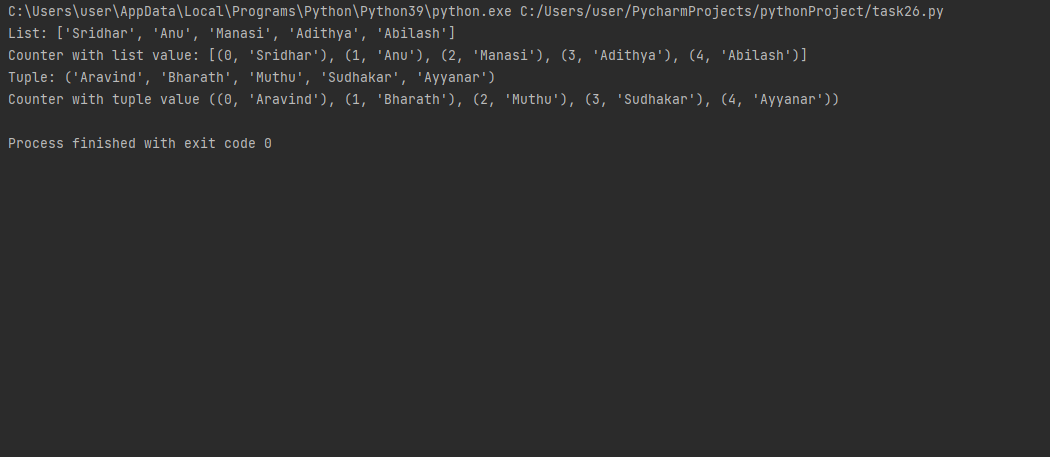 C:\Users\user\AppData\Local\Programs\Python\Python39\python.exe C:/Users/user/PycharmProjects/pythonProject/task26.py
List: ['Sridhar', 'Anu', 'Manasi', 'Adithya', 'Abilash']
Counter with list value: [(0, 'Sridhar'), (1, 'Anu'), (2, 'Manasi'), (3, 'Adithya'), (4, 'Abilash')]
Tuple: ('Aravind', 'Bharath', 'Muthu', 'Sudhakar', 'Ayyanar')
Counter with tuple value ((0, 'Aravind'), (1, 'Bharath'), (2, 'Muthu'), (3, 'Sudhakar'), (4, 'Ayyanar'))
Process finished with exit code 0